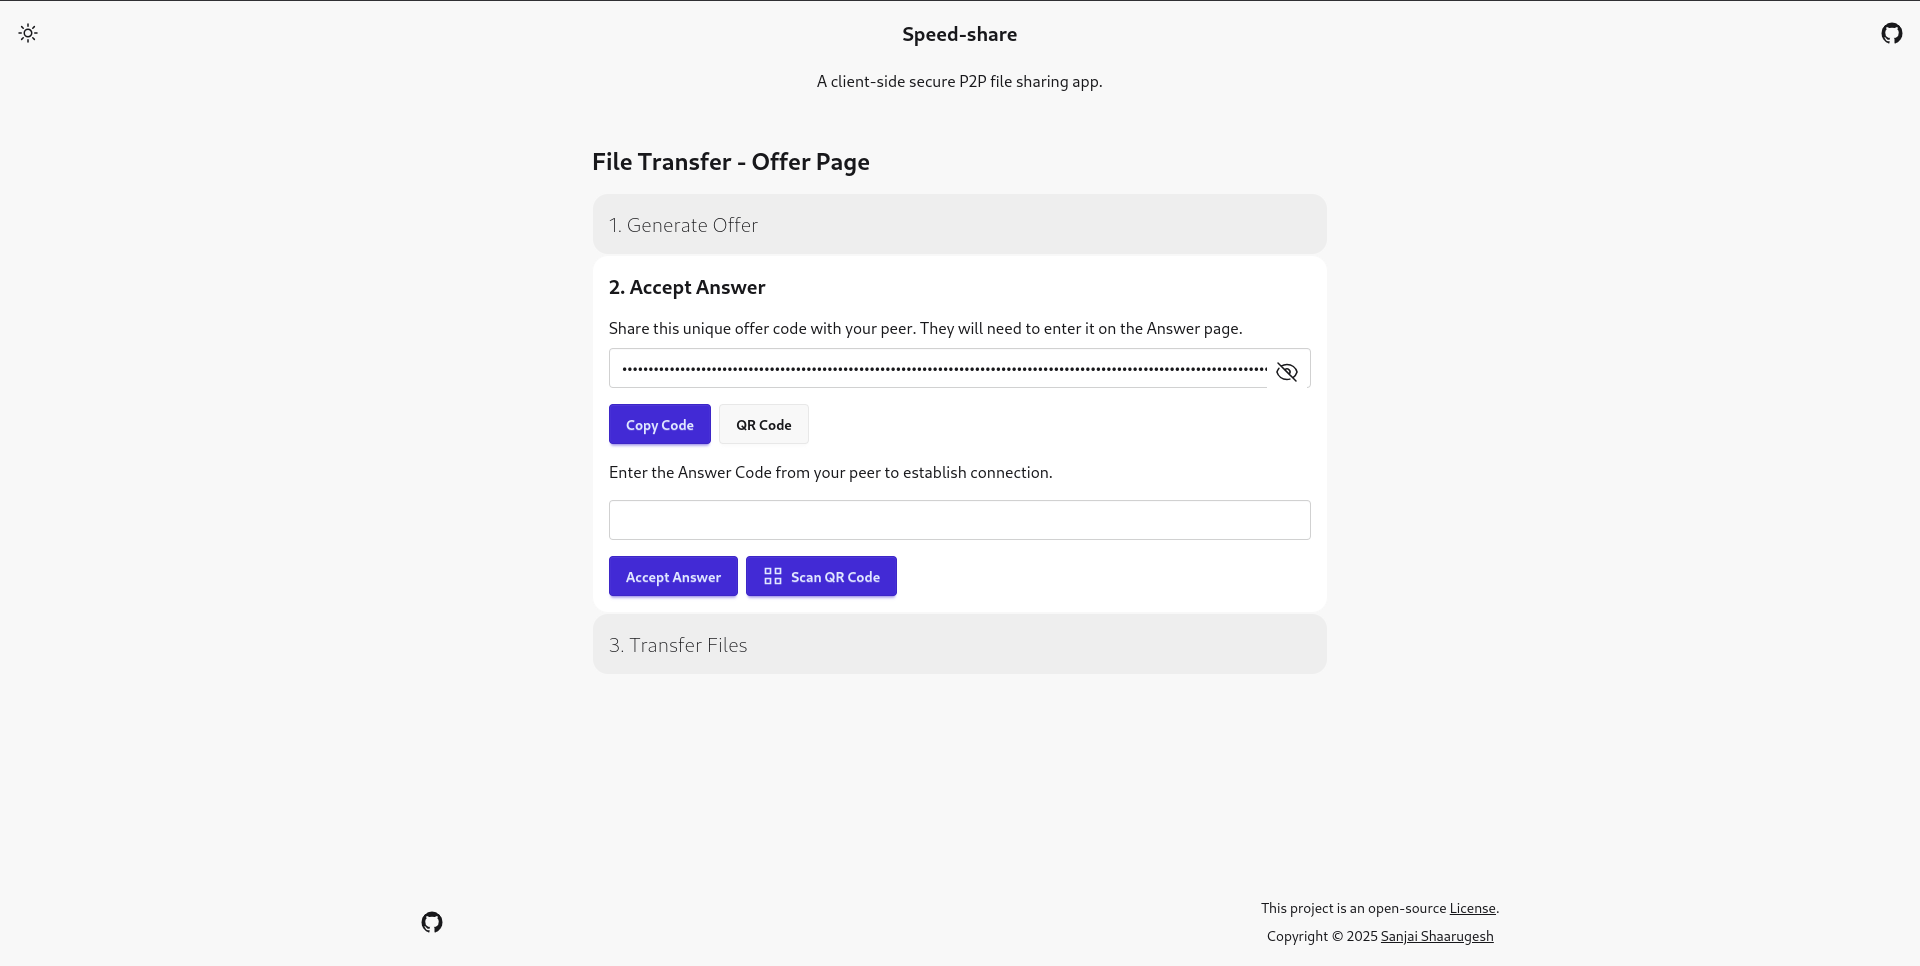 Speed-share
A client-side secure P2P file sharing app.
File Transfer - Offer Page
1. Generate Offer
2. Accept Answer
Share this unique offer code with your peer. They will need to enter it on the Answer page.
Copy Code
QR Code
Enter the Answer Code from your peer to establish connection.
Accept Answer
Scan QR Code
3. Transfer Files
This project is an open-source License.
Copyright © 2025 Sanjai Shaarugesh